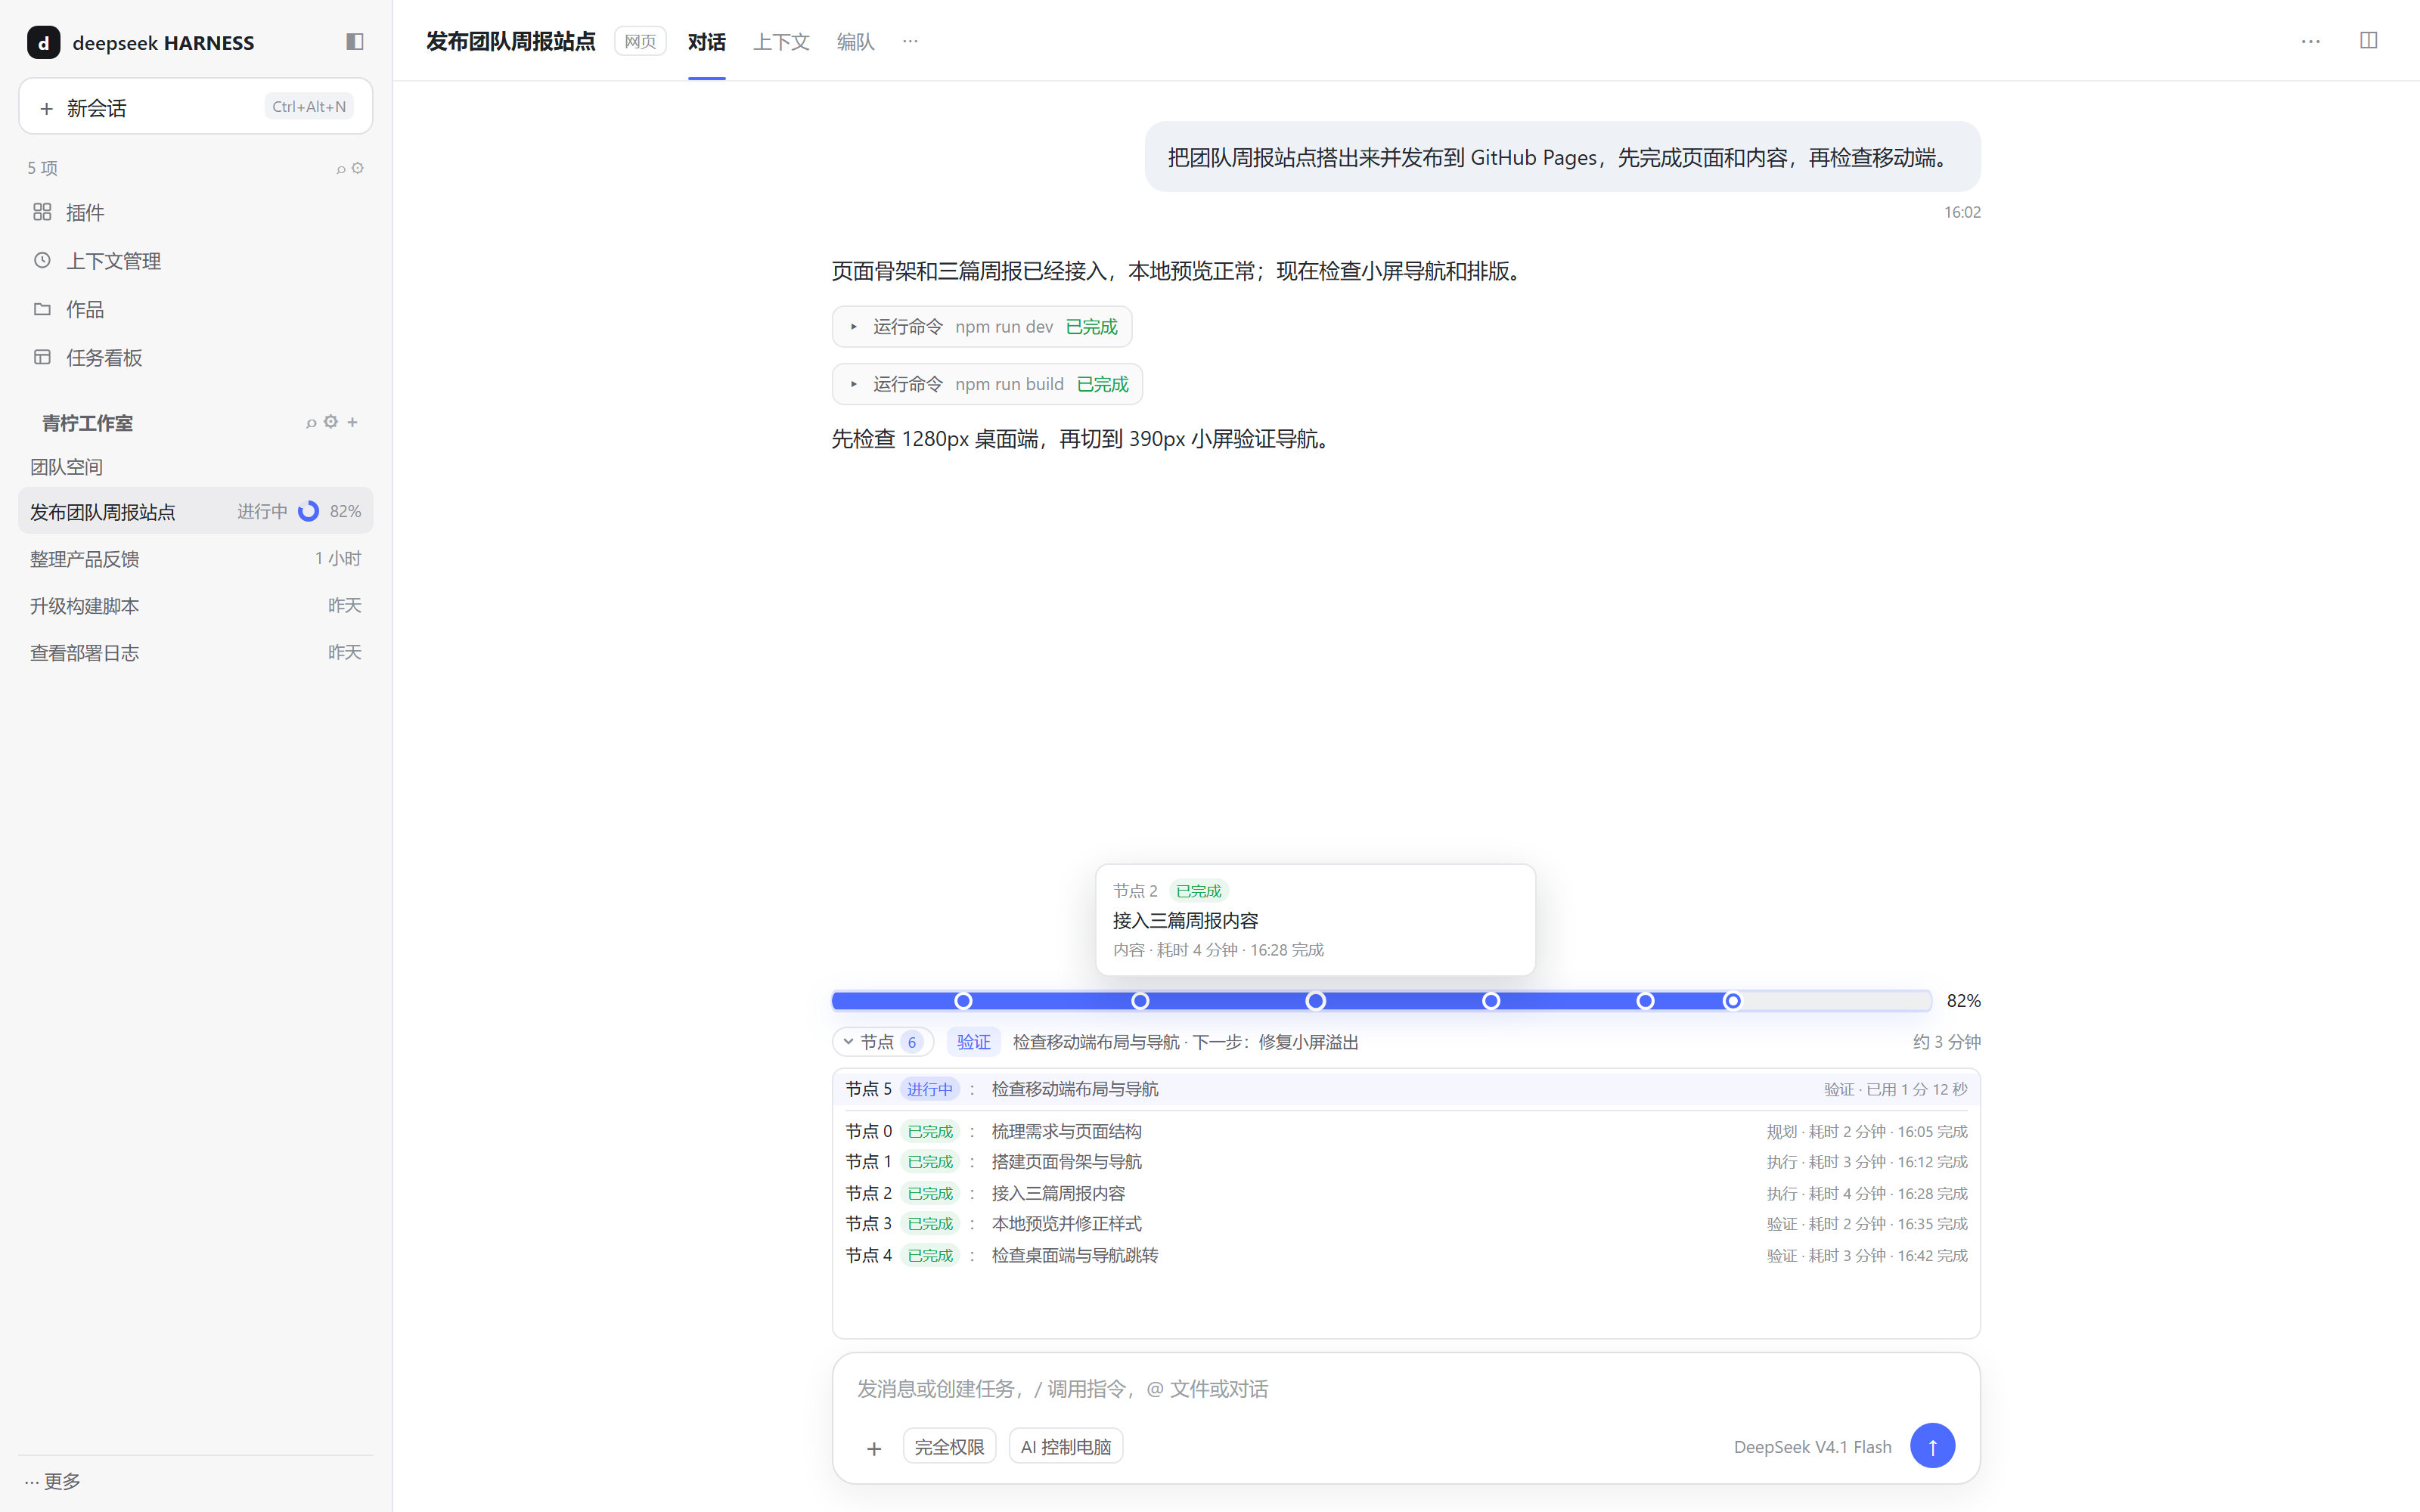 d deepseek HARNESS
+ 新会话 Ctrl+Alt+N
5 项
插件
上下文管理
作品
任务看板
青柠工作室
团队空间
发布团队周报站点 进行中 82%
整理产品反馈 1 小时
升级构建脚本 昨天
查看部署日志 昨天
··· 更多
发布团队周报站点 网页 对话 上下文 编队 ···
把团队周报站点搭出来并发布到 GitHub Pages，先完成页面和内容，再检查移动端。
16:02
页面骨架和三篇周报已经接入，本地预览正常；现在检查小屏导航和排版。
运行命令 npm run dev 已完成
运行命令 npm run build 已完成
先检查 1280px 桌面端，再切到 390px 小屏验证导航。
节点 2 已完成
接入三篇周报内容
内容 · 耗时 4 分钟 · 16:28 完成
82%
节点 6 验证 检查移动端布局与导航 · 下一步：修复小屏溢出 约 3 分钟
节点 5 进行中 ： 检查移动端布局与导航 验证 · 已用 1 分 12 秒
节点 0 已完成 ： 梳理需求与页面结构 规划 · 耗时 2 分钟 · 16:05 完成
节点 1 已完成 ： 搭建页面骨架与导航 执行 · 耗时 3 分钟 · 16:12 完成
节点 2 已完成 ： 接入三篇周报内容 执行 · 耗时 4 分钟 · 16:28 完成
节点 3 已完成 ： 本地预览并修正样式 验证 · 耗时 2 分钟 · 16:35 完成
节点 4 已完成 ： 检查桌面端与导航跳转 验证 · 耗时 3 分钟 · 16:42 完成
发消息或创建任务，/ 调用指令，@ 文件或对话
+ 完全权限 AI 控制电脑 DeepSeek V4.1 Flash ↑